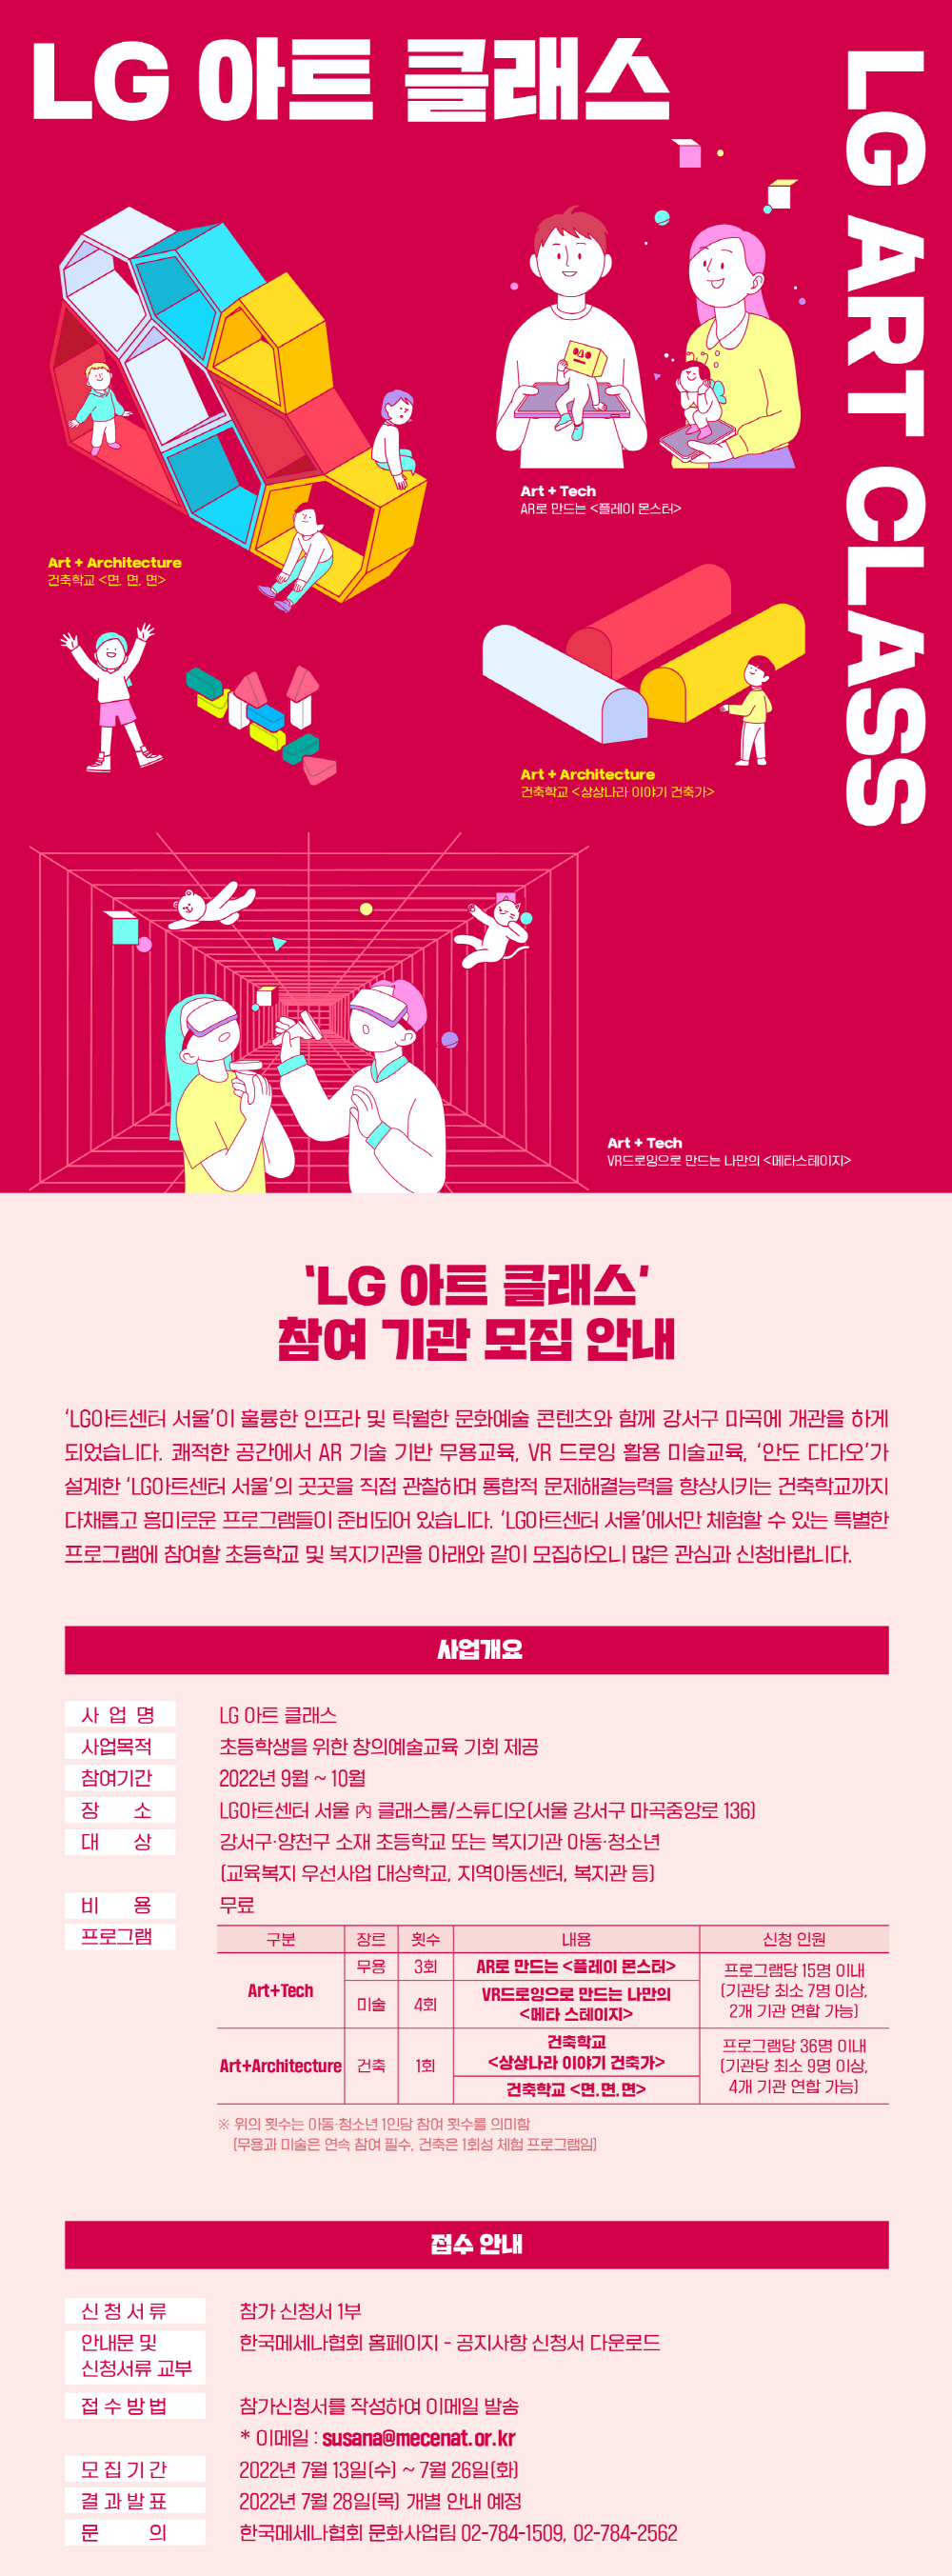 LG 아트 클래스
LG ART CLASS
Art + Tech
AR로 만드는 <플레이 몬스터>
Art + Architecture
건축학교 <면. 면. 면>
Art + Architecture
건축학교 <상상나라 이야기 건축가>
Art + Tech
VR드로잉으로 만드는 나만의 <메타스테이지>
‘LG 아트 클래스’
참여 기관 모집 안내
‘LG아트센터 서울’이 훌륭한 인프라 및 탁월한 문화예술 콘텐츠와 함께 강서구 마곡에 개관을 하게
되었습니다. 쾌적한 공간에서 AR 기술 기반 무용교육, VR 드로잉 활용 미술교육, ‘안도 다다오’가
설계한 ‘LG아트센터 서울’의 곳곳을 직접 관찰하며 통합적 문제해결능력을 향상시키는 건축학교까지
다채롭고 흥미로운 프로그램들이 준비되어 있습니다. ‘LG아트센터 서울’에서만 체험할 수 있는 특별한
프로그램에 참여할 초등학교 및 복지기관을 아래와 같이 모집하오니 많은 관심과 신청바랍니다.
사업개요
사 업 명 LG 아트 클래스
사업목적 초등학생을 위한 창의예술교육 기회 제공
참여기간 2022년 9월 ~ 10월
장 소 LG아트센터 서울 內 클래스룸/스튜디오(서울 강서구 마곡중앙로 136)
대 상 강서구·양천구 소재 초등학교 또는 복지기관 아동·청소년
(교육복지 우선사업 대상학교, 지역아동센터, 복지관 등)
비 용 무료
프로그램
구분 장르 횟수 내용 신청 인원
Art+Tech
무용 3회 AR로 만드는 <플레이 몬스터>
미술 4회 VR드로잉으로 만드는 나만의
<메타 스테이지>
프로그램당 15명 이내
(기관당 최소 7명 이상,
2개 기관 연합 가능)
Art+Architecture 건축 1회
건축학교
<상상나라 이야기 건축가>
건축학교 <면.면.면>
프로그램당 36명 이내
(기관당 최소 9명 이상,
4개 기관 연합 가능)
※ 위의 횟수는 아동·청소년 1인당 참여 횟수를 의미함
(무용과 미술은 연속 참여 필수, 건축은 1회성 체험 프로그램임)
접수 안내
신 청 서 류 참가 신청서 1부
안내문 및
신청서류 교부
한국메세나협회 홈페이지 - 공지사항 신청서 다운로드
접 수 방 법 참가신청서를 작성하여 이메일 발송
* 이메일 : susana@mecenat.or.kr
모 집 기 간 2022년 7월 13일(수) ~ 7월 26일(화)
결 과 발 표 2022년 7월 28일(목) 개별 안내 예정
문 의 한국메세나협회 문화사업팀 02-784-1509, 02-784-2562